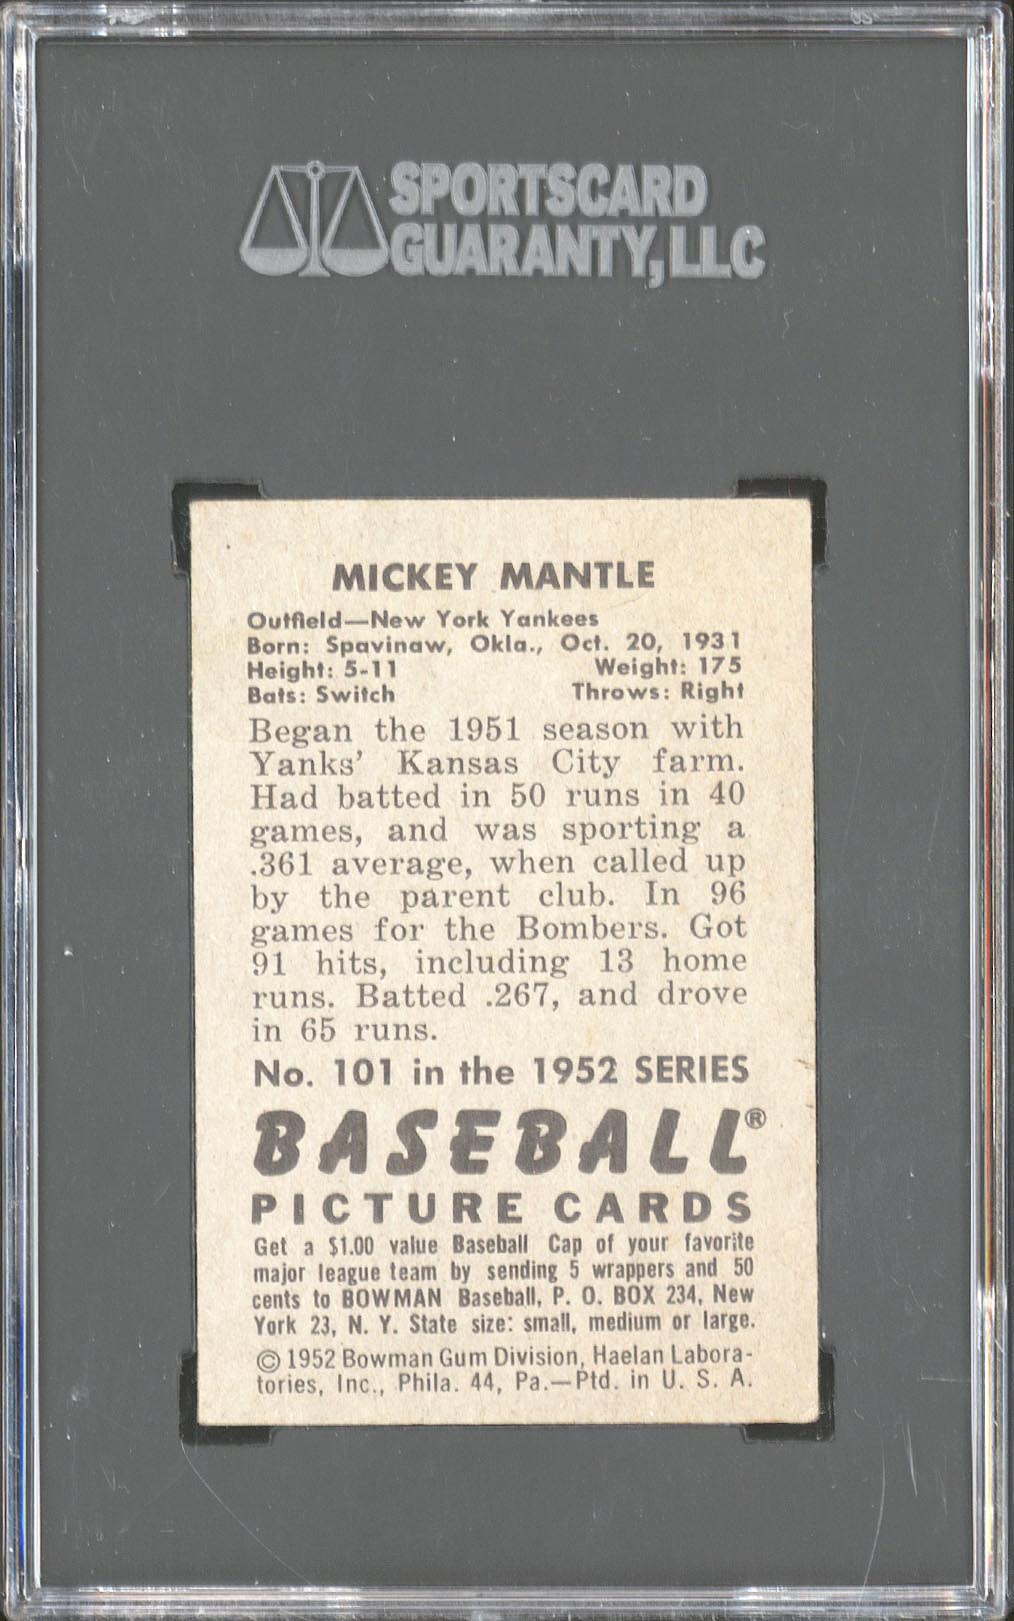 SPORTSCARD
GUARANTY, LLC
MICKEY MANTLE
Outfield—New York Yankees
Born: Spavinaw, Okla., Oct. 20, 1931
Height: 5-11 Weight: 175
Bats: Switch Throws: Right
Began the 1951 season with
Yanks' Kansas City farm.
Had batted in 50 runs in 40
games, and was sporting a
.361 average, when called up
by the parent club. In 96
games for the Bombers. Got
91 hits, including 13 home
runs. Batted .267, and drove
in 65 runs.
No. 101 in the 1952 SERIES
BASEBALL®
PICTURE CARDS
Get a $1.00 value Baseball Cap of your favorite
major league team by sending 5 wrappers and 50
cents to BOWMAN Baseball, P. O. BOX 234, New
York 23, N. Y. State size: small, medium or large.
© 1952 Bowman Gum Division, Haelan Labora-
tories, Inc., Phila. 44, Pa.—Ptd. in U. S. A.